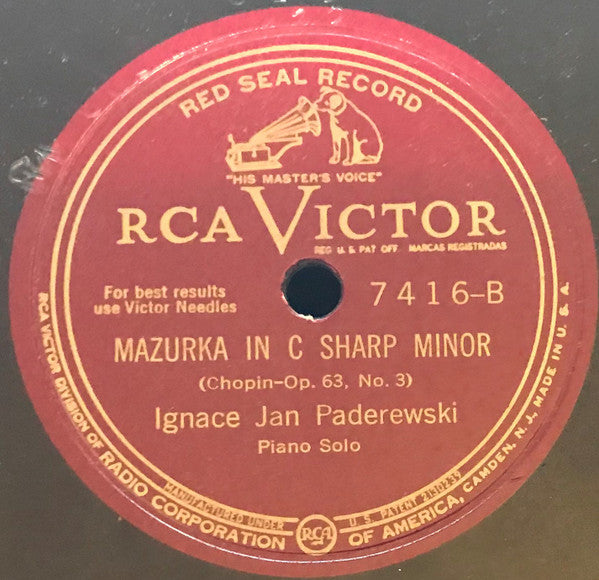 RED SEAL RECORD
"HIS MASTER'S VOICE"
RCA VICTOR
REG. U. S. PAT. OFF. MARCAS REGISTRADAS
For best results
use Victor Needles
7416-B
MAZURKA IN C SHARP MINOR
(Chopin-Op. 63, No. 3)
Ignace Jan Paderewski
Piano Solo
MANUFACTURED UNDER U. S. PATENT 2130239
RCA
RCA VICTOR DIVISION OF RADIO CORPORATION OF AMERICA, CAMDEN, N. J., MADE IN U. S. A.